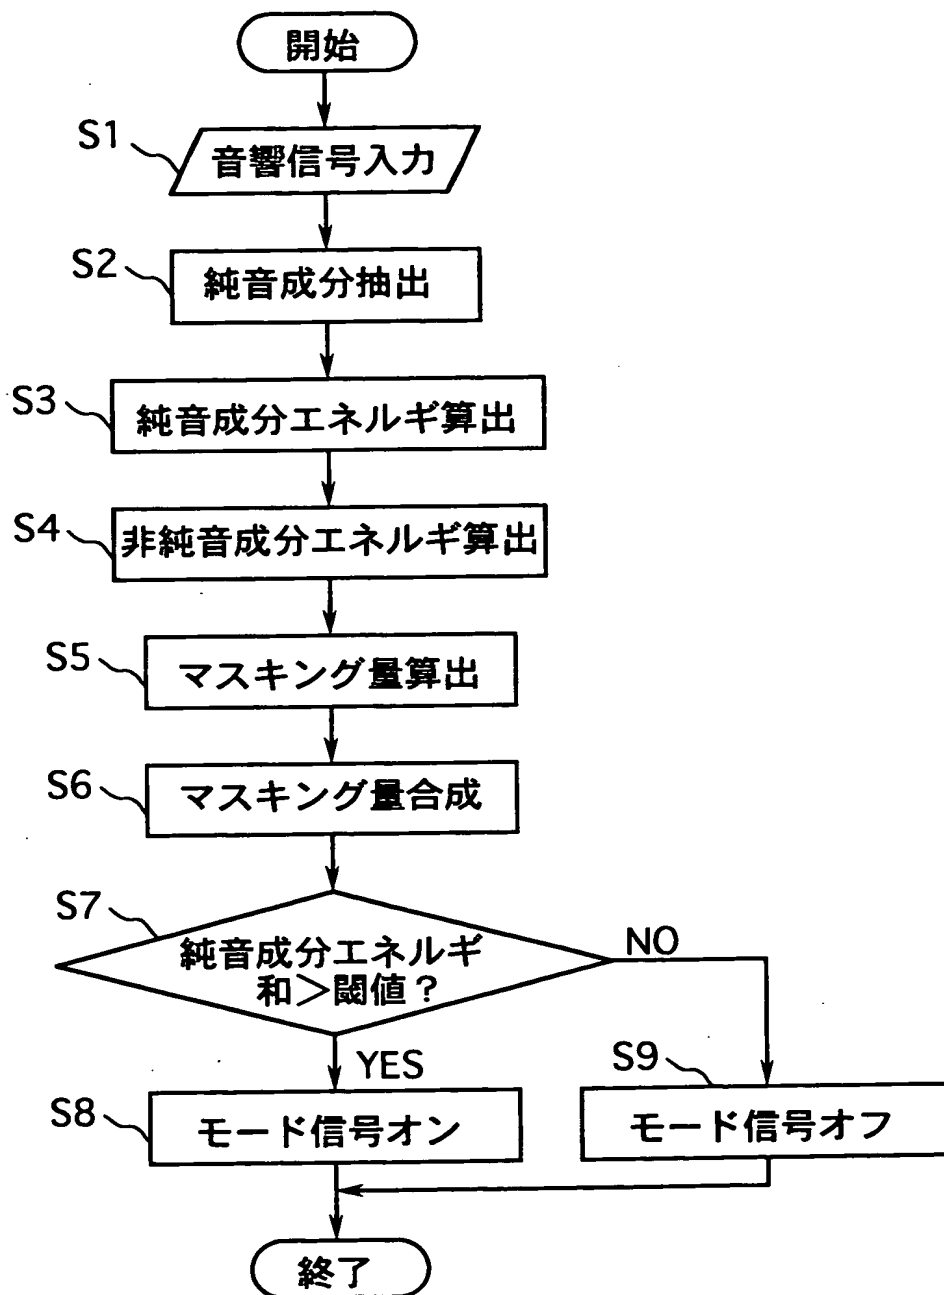 開始
S1
音響信号入力
S2
純音成分抽出
S3
純音成分エネルギ算出
S4
非純音成分エネルギ算出
S5
マスキング量算出
S6
マスキング量合成
S7
純音成分エネルギ
和＞閾値？
NO
YES
S8
モード信号オン
S9
モード信号オフ
終了